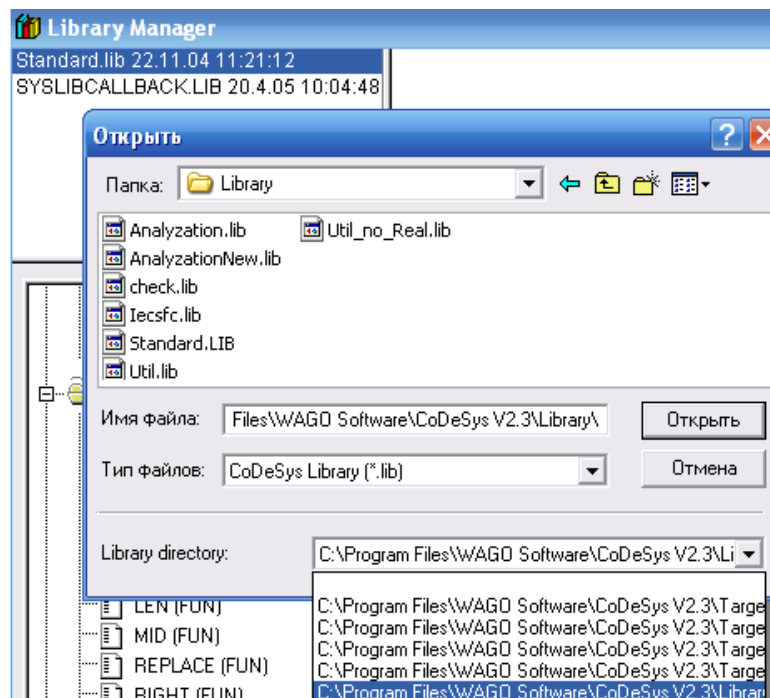 Library Manager
Standard.lib 22.11.04 11:21:12
SYSLIBCALLBACK.LIB 20.4.05 10:04:48
Открыть
Папка: Library
Analyzation.lib Util_no_Real.lib
AnalyzationNew.lib
check.lib
Iecsfc.lib
Standard.LIB
Util.lib
Имя файла: Files\WAGO Software\CoDeSys V2.3\Library\ Открыть
Тип файлов: CoDeSys Library (*.lib) Отмена
Library directory: C:\Program Files\WAGO Software\CoDeSys V2.3\Li
LEN (FUN) C:\Program Files\WAGO Software\CoDeSys V2.3\Targe
C:\Program Files\WAGO Software\CoDeSys V2.3\Targe
MID (FUN) C:\Program Files\WAGO Software\CoDeSys V2.3\Targe
REPLACE (FUN) C:\Program Files\WAGO Software\CoDeSys V2.3\Targe
RIGHT (FUN) C:\Program Files\WAGO Software\CoDeSys V2.3\Librar